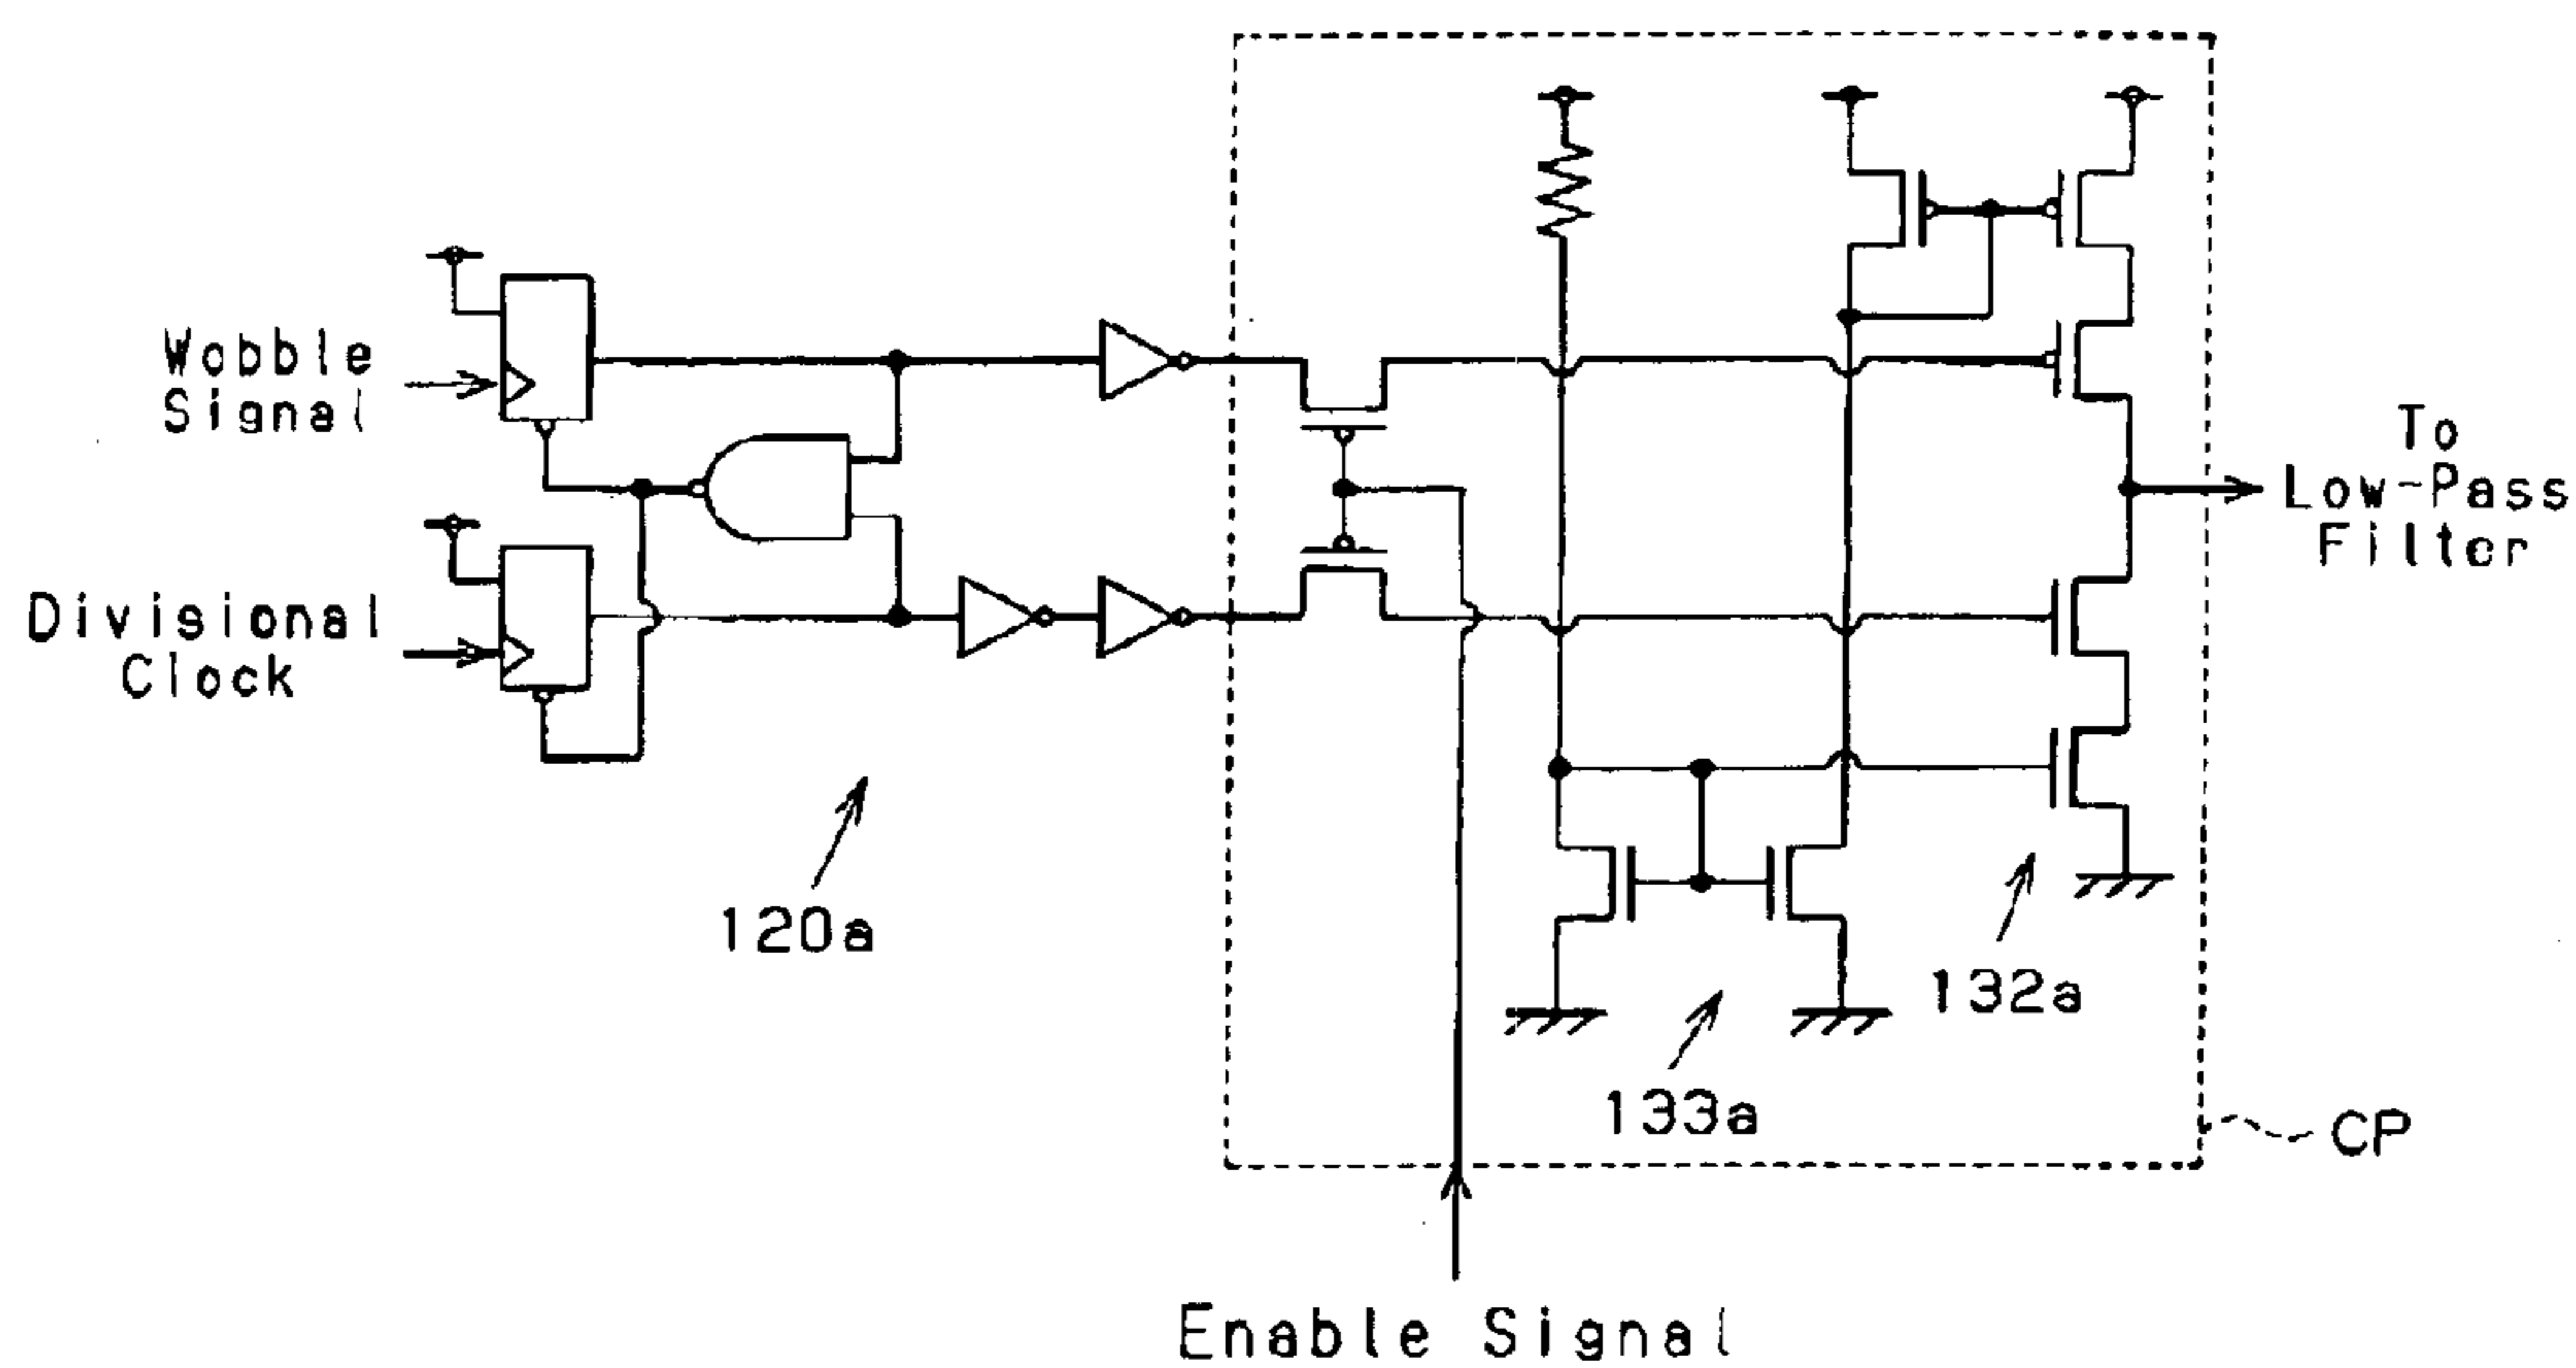 Wobble
Signal
Divisional
Clock
120a
To
Low-Pass
Filter
132a
133a
CP
Enable Signal